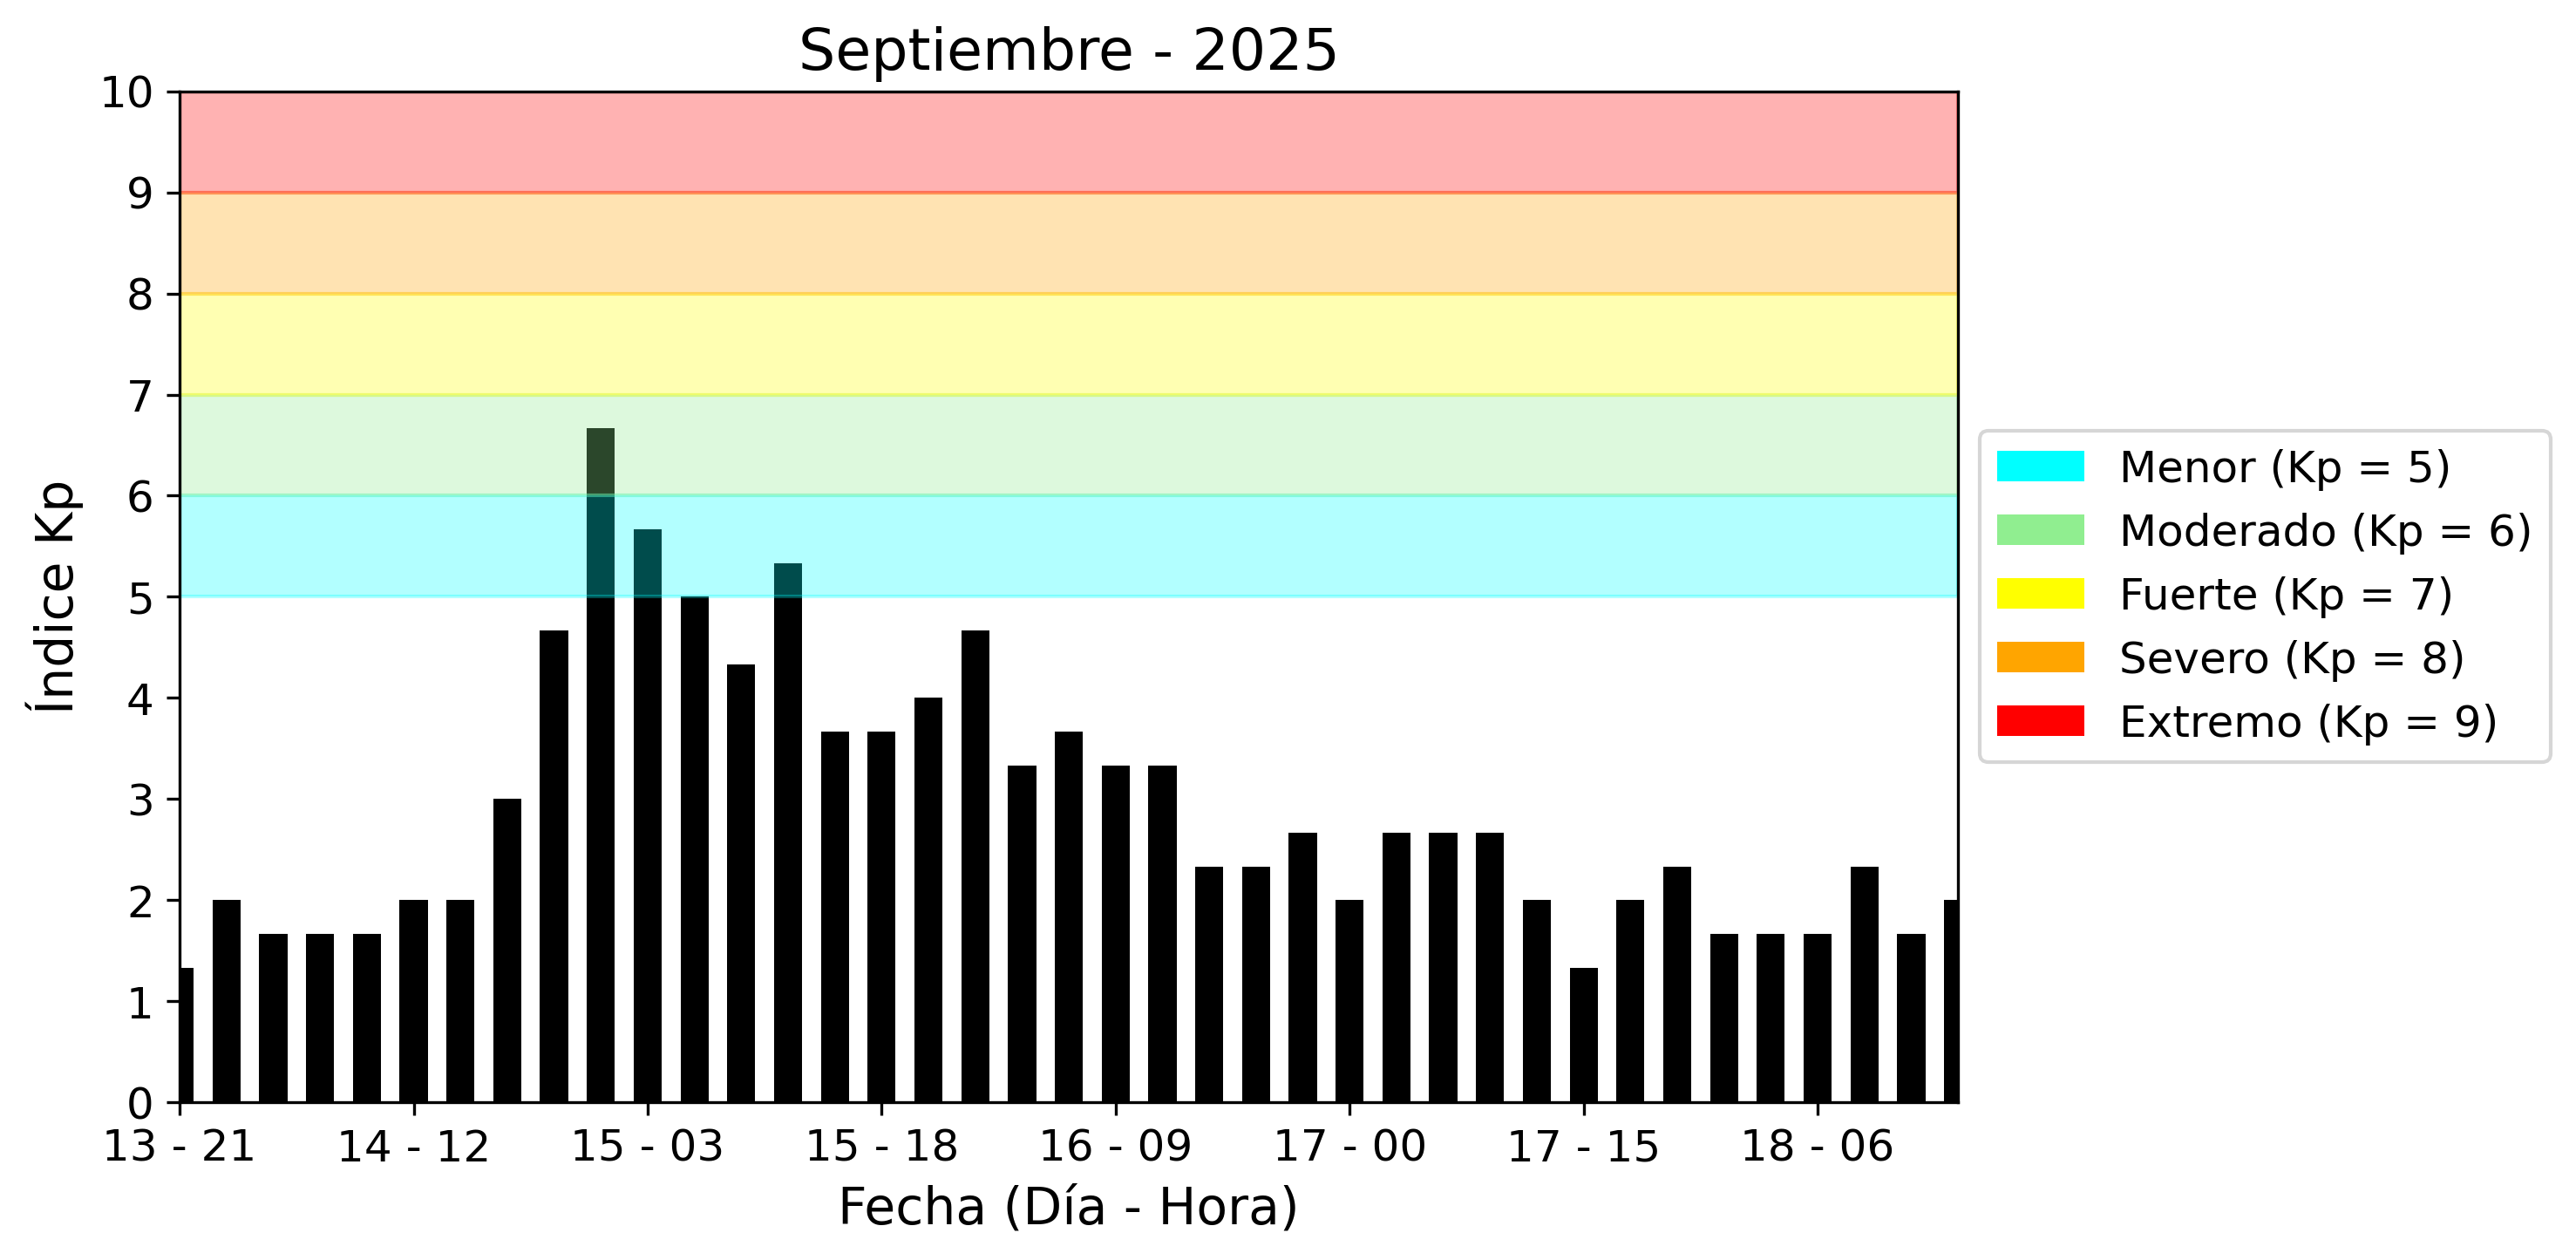 Septiembre - 2025
10
9
8
7
6
5
4
3
2
1
0
Índice Kp
13 - 21
14 - 12
15 - 03
15 - 18
16 - 09
17 - 00
17 - 15
18 - 06
Fecha (Día - Hora)
Menor (Kp = 5)
Moderado (Kp = 6)
Fuerte (Kp = 7)
Severo (Kp = 8)
Extremo (Kp = 9)